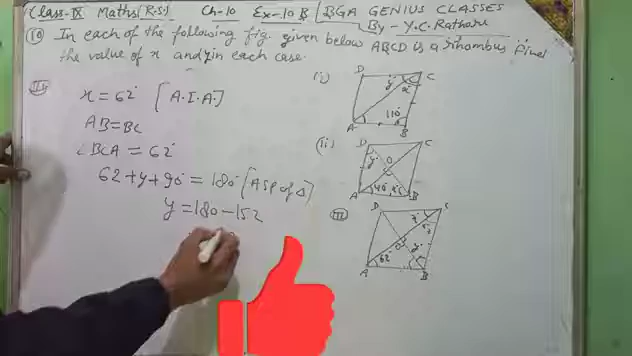 Class-IX Maths (R.S.) Ch-10 Ex-10 B BGA GENIUS CLASSES
By - Y.C. Rathore
(10) In each of the following fig. given below ABCD is a rhombus find
the value of x and y in each case.
x = 62° [A.I.A.]
AB = BC
∠BCA = 62°
62 + y + 90° = 180° [ASP of Δ]
y = 180 - 152
i)
D C
y° x°
110°
A B
(ii)
D C
y°
O
40° x°
A B
iii)
D C
x°
O
62° y°
A B